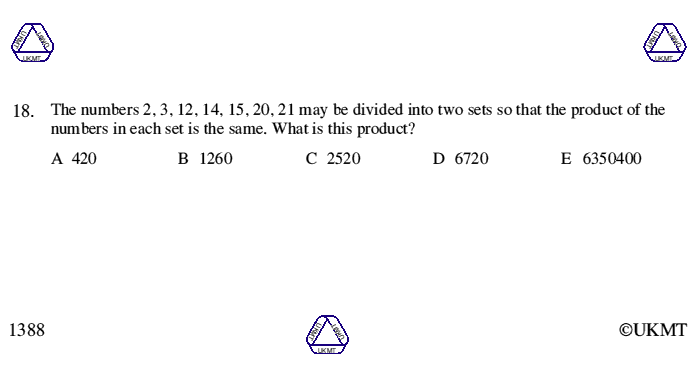 UKMT UKMT UKMT
UKMT UKMT UKMT
18. The numbers 2, 3, 12, 14, 15, 20, 21 may be divided into two sets so that the product of the
numbers in each set is the same. What is this product?
A 420 B 1260 C 2520 D 6720 E 6350400
1388
UKMT UKMT UKMT
©UKMT